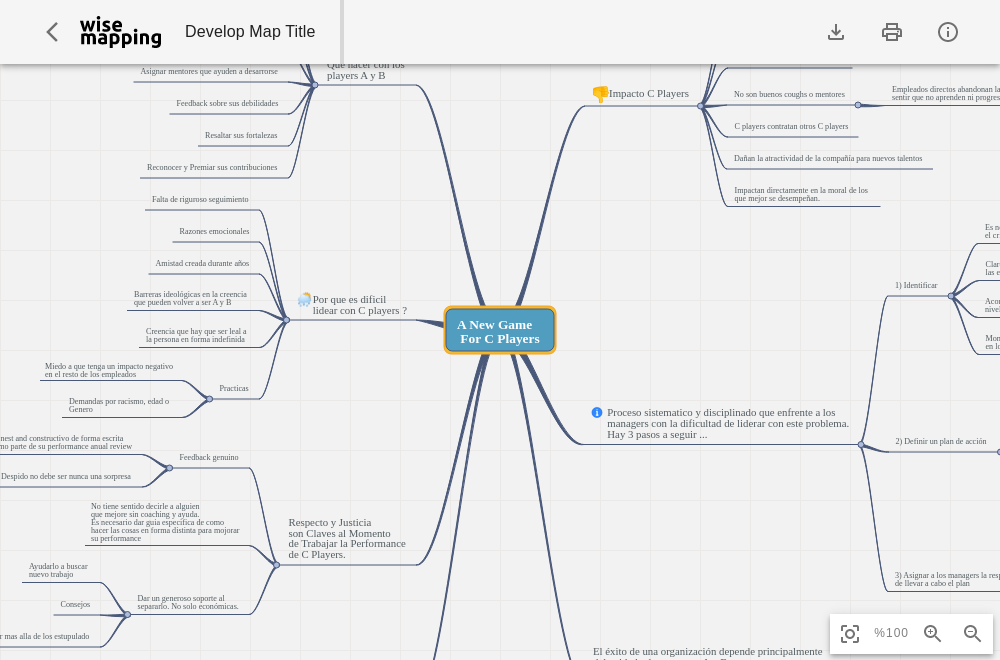 wise
mapping
Develop Map Title
Que hacer con los
players A y B
Asignar mentores que ayuden a desarrorse
Feedback sobre sus debilidades
Resaltar sus fortalezas
Reconocer y Premiar sus contribuciones
Falta de riguroso seguimiento
Razones emocionales
Amistad creada durante años
Barreras ideológicas en la creencia
que pueden volver a ser A y B
Creencia que hay que ser leal a
la persona en forma indefinida
Por que es dificil
lidear con C players ?
Miedo a que tenga un impacto negativo
en el resto de los empleados
Practicas
Demandas por racismo, edad o
Genero
nest and constructivo de forma escrita
mo parte de su performance anual review
Feedback genuino
Despido no debe ser nunca una sorpresa
No tiene sentido decirle a alguien
que mejore sin coaching y ayuda.
Es necesario dar guia especifica de como
hacer las cosas en forma distinta para mejorar
su performance
Respecto y Justicia
son Claves al Momento
de Trabajar la Performance
de C Players.
Ayudarlo a buscar
nuevo trabajo
Consejos
r mas alla de los estupulado
Dar un generoso soporte al
separarlo. No solo económicas.
A New Game
For C Players
Impacto C Players
No son buenos coughs o mentores
Empleados directos abandonan la
sentir que no aprenden ni progres
C players contratan otros C players
Dañan la atractividad de la compañía para nuevos talentos
Impactan directamente en la moral de los
que mejor se desempeñan.
Es ne
el cr
1) Identificar
Clar
las e
Acor
nivel
Mon
en lo
Proceso sistematico y disciplinado que enfrente a los
managers con la dificultad de liderar con este problema.
Hay 3 pasos a seguir ...
2) Definir un plan de acción
3) Asignar a los managers la resp
de llevar a cabo el plan
El éxito de una organización depende principalmente
%100